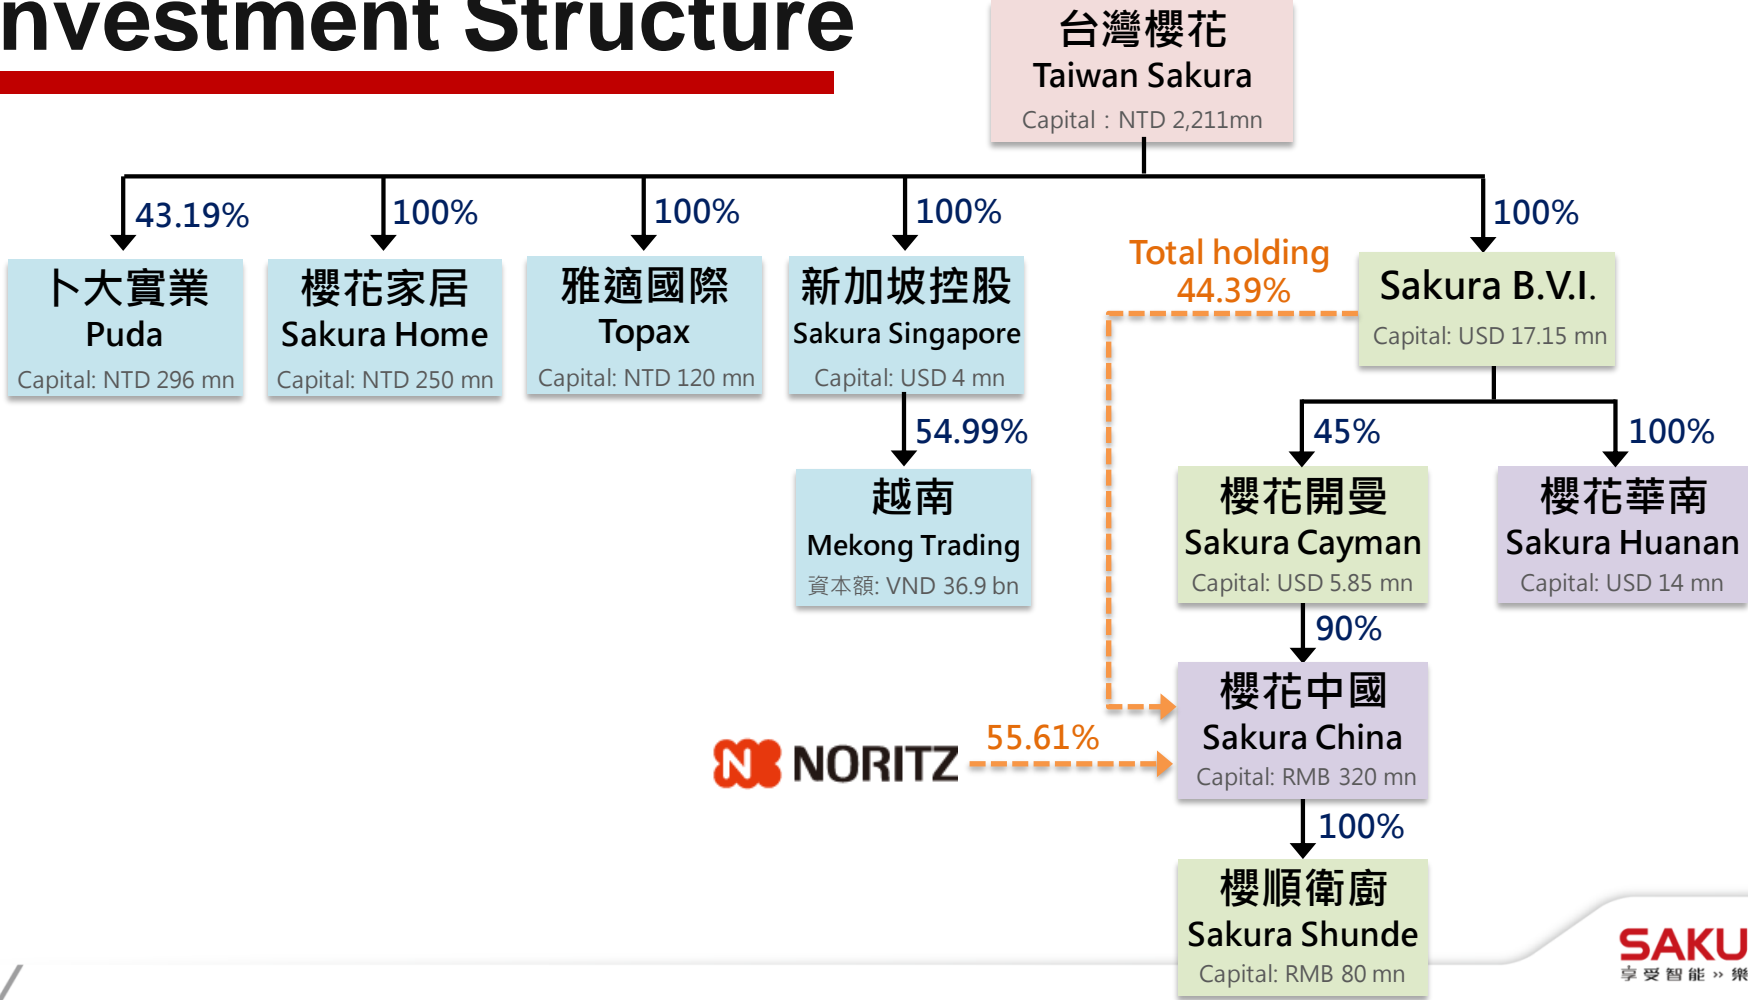 nvestment Structure
台灣櫻花
Taiwan Sakura
Capital：NTD 2,211mn
43.19%
100%
100%
100%
100%
卜大實業
Puda
Capital: NTD 296 mn
櫻花家居
Sakura Home
Capital: NTD 250 mn
雅適國際
Topax
Capital: NTD 120 mn
新加坡控股
Sakura Singapore
Capital: USD 4 mn
Total holding
44.39%
Sakura B.V.I.
Capital: USD 17.15 mn
54.99%
45%
100%
越南
Mekong Trading
資本額: VND 36.9 bn
櫻花開曼
Sakura Cayman
Capital: USD 5.85 mn
櫻花華南
Sakura Huanan
Capital: USD 14 mn
90%
NORITZ
55.61%
櫻花中國
Sakura China
Capital: RMB 320 mn
100%
櫻順衛廚
Sakura Shunde
Capital: RMB 80 mn
SAKU
享受智能»樂